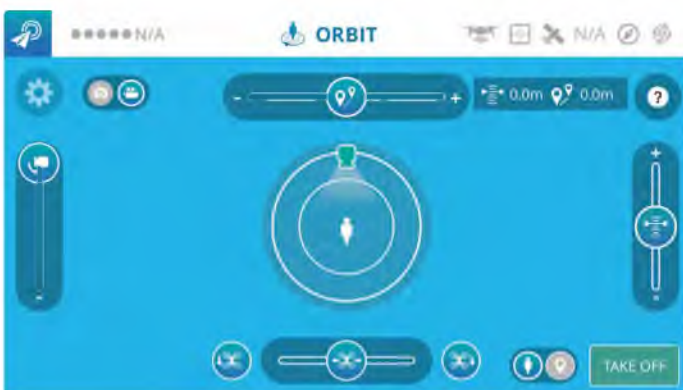 N/A ORBIT N/A
- + 0.0m 0.0m ?
+
-
-
TAKE OFF